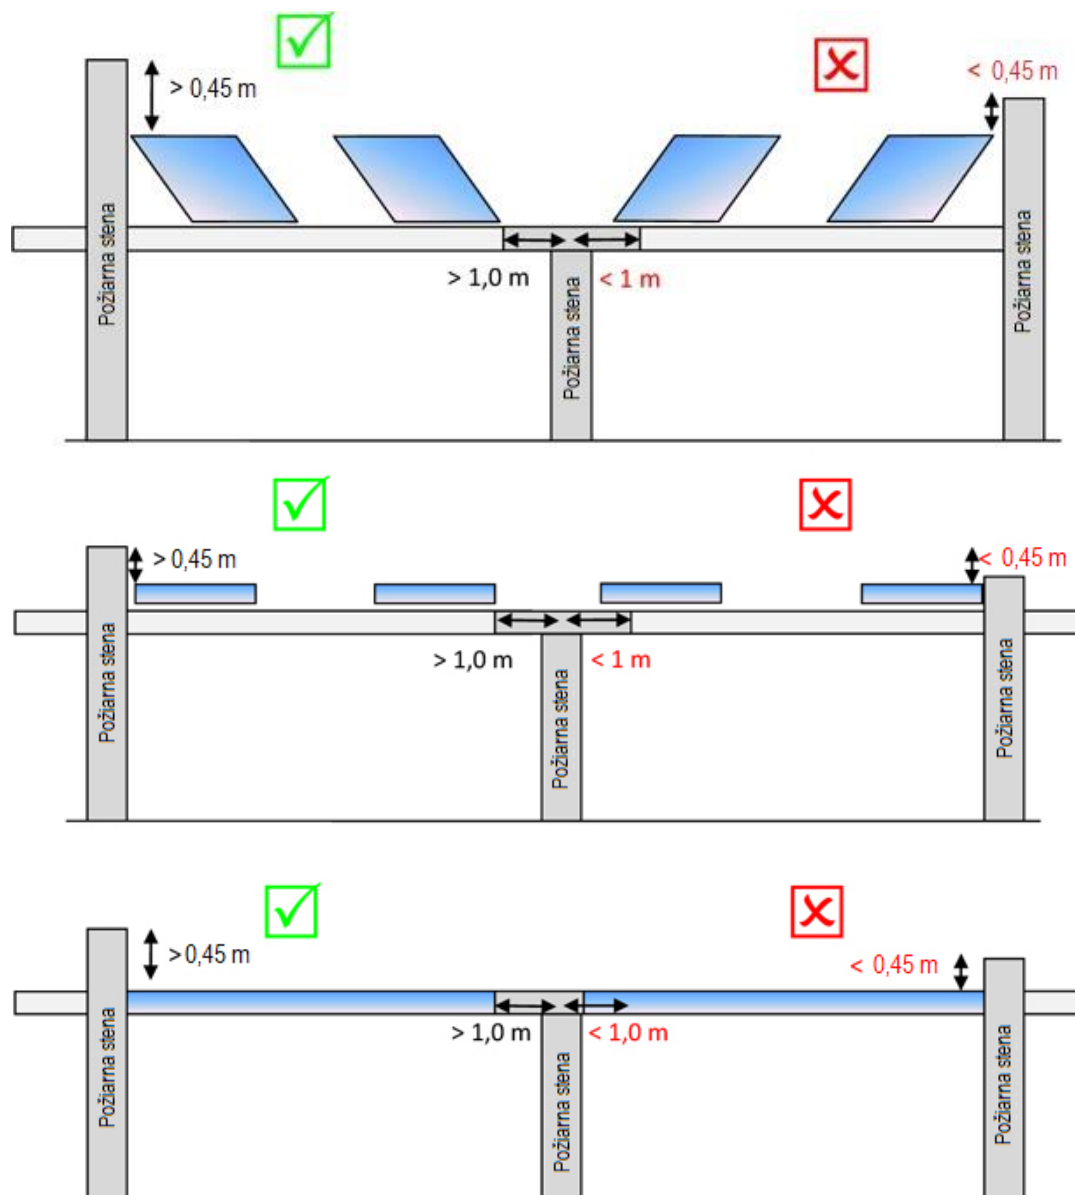 > 0,45 m
< 0,45 m
Požiarna stena
Požiarna stena
Požiarna stena
> 1,0 m
< 1 m
> 0,45 m
< 0,45 m
Požiarna stena
Požiarna stena
Požiarna stena
> 1,0 m
< 1 m
> 0,45 m
< 0,45 m
Požiarna stena
Požiarna stena
Požiarna stena
> 1,0 m
< 1,0 m